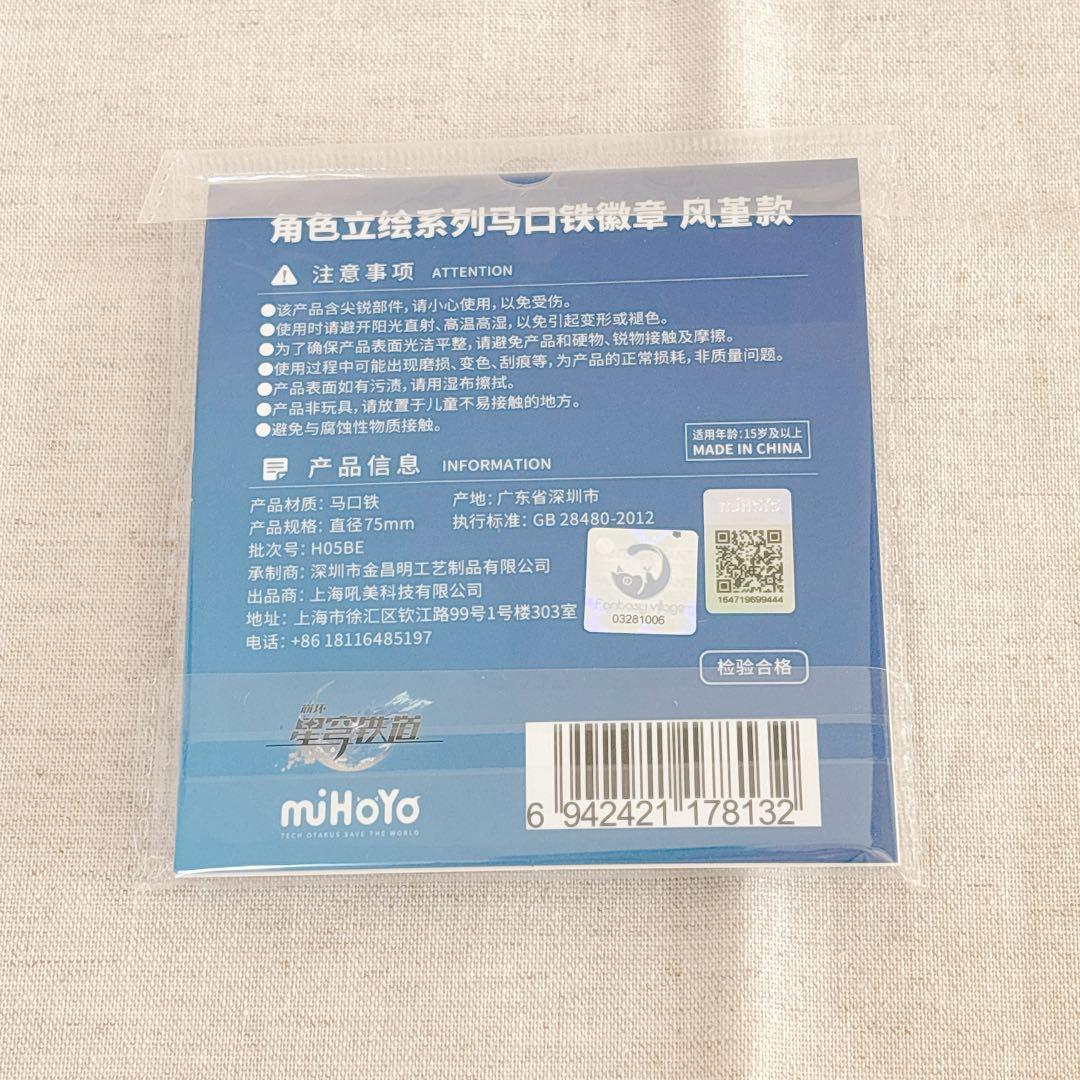 角色立绘系列马口铁徽章 风堇款
注意事项 ATTENTION
●该产品含尖锐部件，请小心使用，以免受伤。
●使用时请避开阳光直射、高温高湿，以免引起变形或褪色。
●为了确保产品表面光洁平整，请避免产品和硬物、锐物接触及摩擦。
●使用过程中可能出现磨损、变色、刮痕等，为产品的正常损耗，非质量问题。
●产品表面如有污渍，请用湿布擦拭。
●产品非玩具，请放置于儿童不易接触的地方。
●避免与腐蚀性物质接触。
适用年龄：15岁及以上
MADE IN CHINA
产品信息 INFORMATION
产品材质：马口铁
产地：广东省深圳市
产品规格：直径75mm
执行标准：GB 28480-2012
批次号：H05BE
承制商：深圳市金昌明工艺制品有限公司
出品商：上海吼美科技有限公司
地址：上海市徐汇区钦江路99号1号楼303室
电话：+86 18116485197
Fantasy villagers
03281006
miHoYo
164719699444
检验合格
崩坏
星穹铁道
miHoYo
TECH OTAKUS SAVE THE WORLD
6 942421 178132